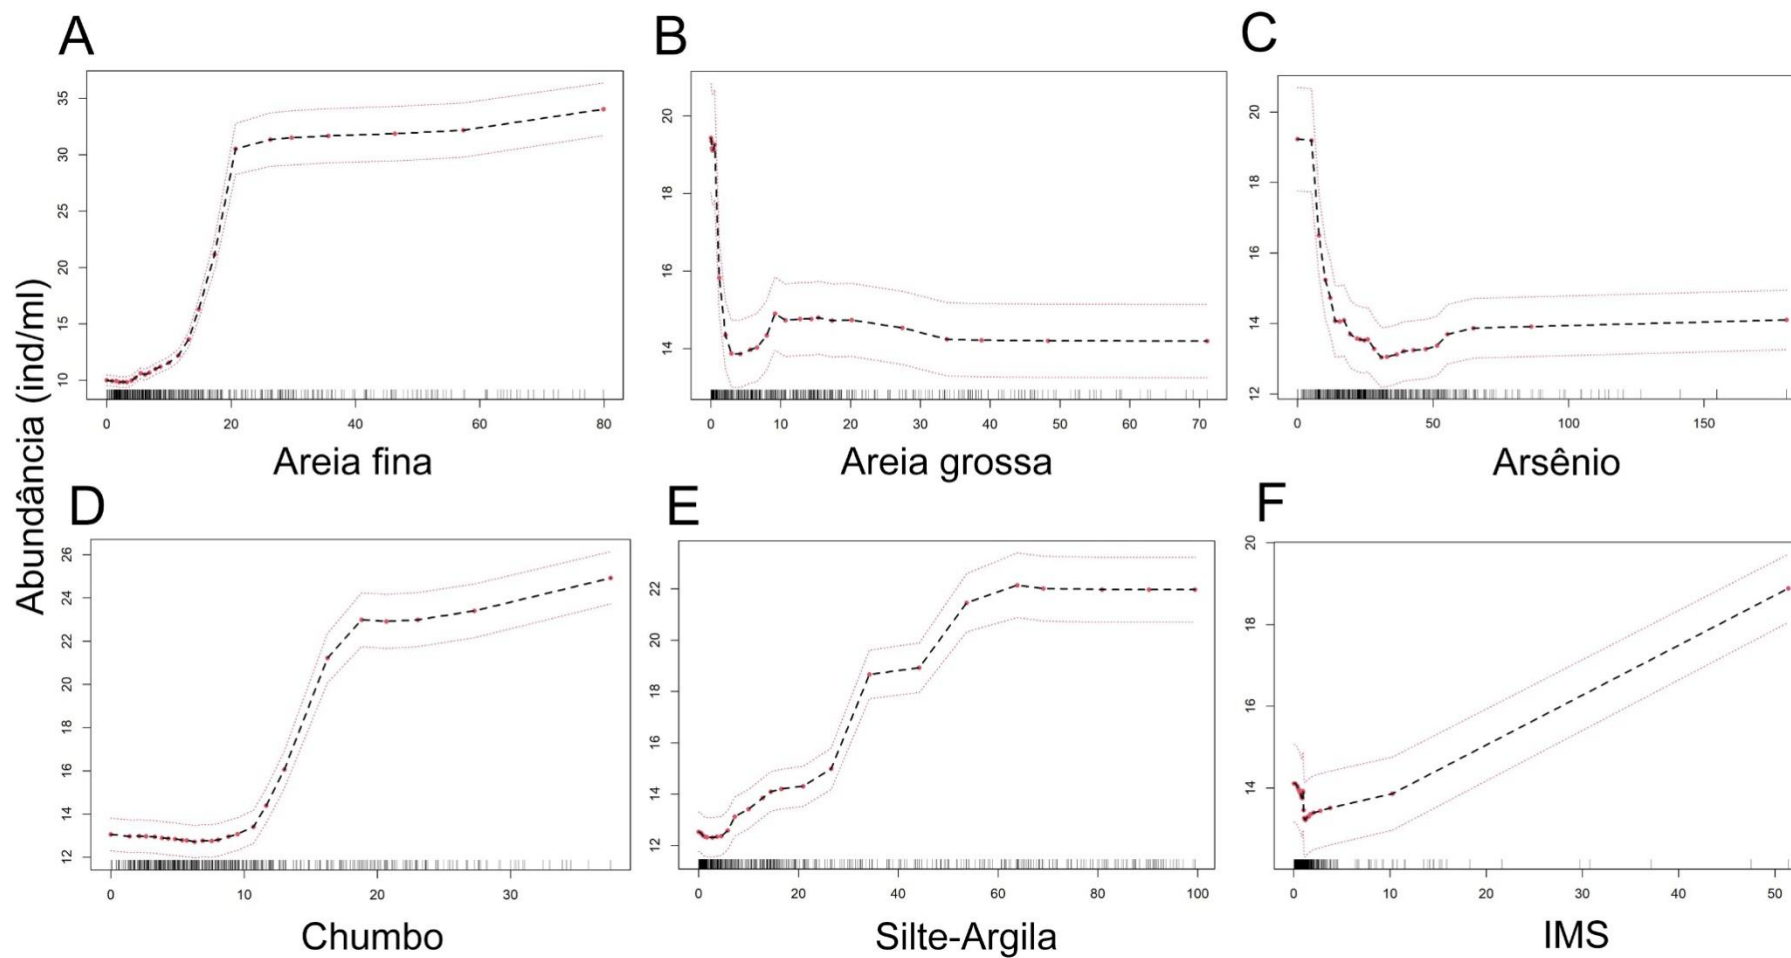 A
B
C
35
30
25
20
15
10
0 20 40 60 80
Areia fina
20
18
16
14
0 10 20 30 40 50 60 70
Areia grossa
20
18
16
14
12
0 50 100 150
Arsênio
Abundância (ind/ml)
D
E
F
26
24
22
20
18
16
14
12
0 10 20 30
Chumbo
22
20
18
16
14
12
0 20 40 60 80 100
Silte-Argila
20
18
16
14
0 10 20 30 40 50
IMS